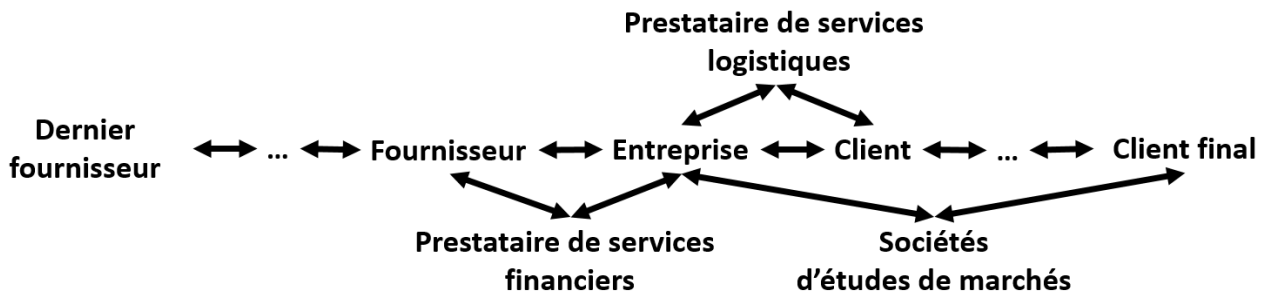 Prestataire de services
logistiques
Dernier
fournisseur
...
Fournisseur
Entreprise
Client
...
Client final
Prestataire de services
financiers
Sociétés
d’études de marchés